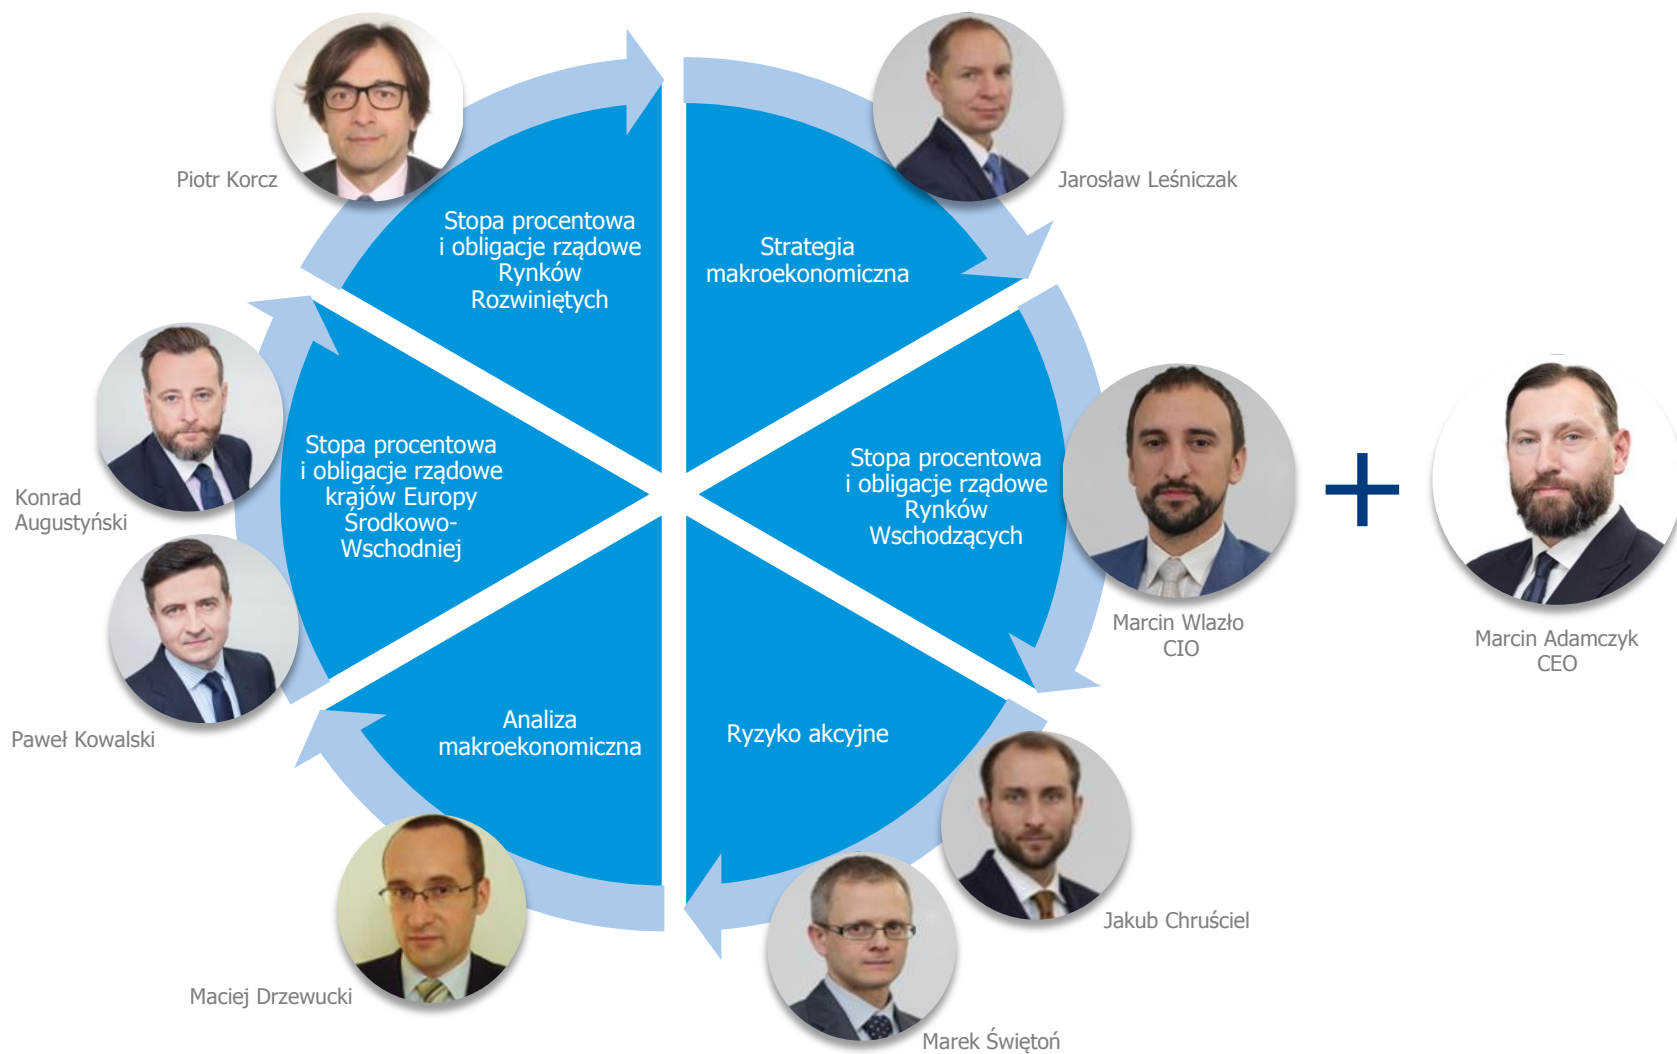 Piotr Korcz
Jarosław Leśniczak
Stopa procentowa
i obligacje rządowe
Rynków
Rozwiniętych
Strategia
makroekonomiczna
Konrad
Augustyński
Stopa procentowa
i obligacje rządowe
krajów Europy
Środkowo-
Wschodniej
Stopa procentowa
i obligacje rządowe
Rynków
Wschodzących
Marcin Wlazło
CIO
Marcin Adamczyk
CEO
Paweł Kowalski
Analiza
makroekonomiczna
Ryzyko akcyjne
Jakub Chruściel
Maciej Drzewucki
Marek Świętoń